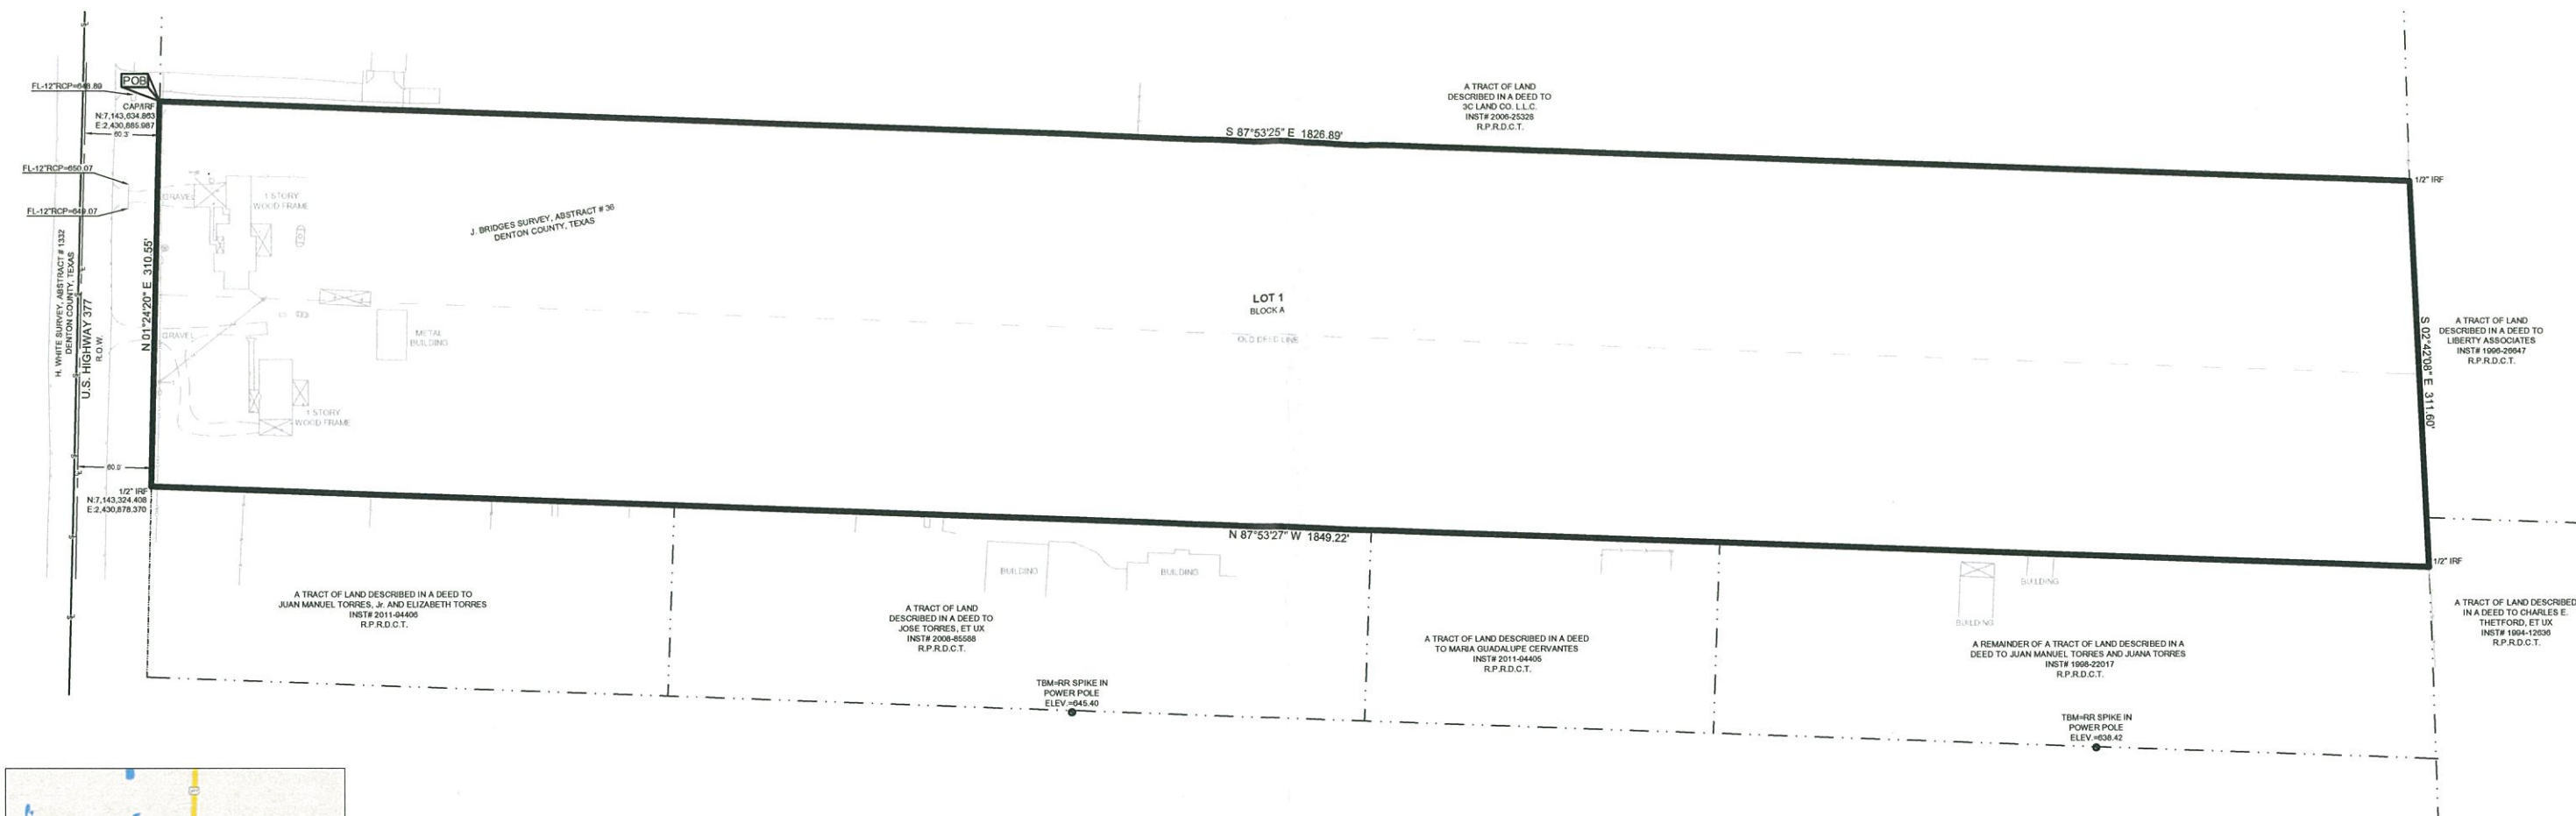 FL-12"RCP=648.89
POB
CAP/IRF
N:7,143,634.863
E:2,430,885.987
60.3'
FL-12"RCP=650.07
FL-12"RCP=649.07
H. WHITE SURVEY, ABSTRACT # 1332
DENTON COUNTY, TEXAS
U.S. HIGHWAY 377
R.O.W.
N 01°24'20" E 310.55'
GRAVEL
1 STORY
WOOD FRAME
J. BRIDGES SURVEY, ABSTRACT # 36
DENTON COUNTY, TEXAS
S 87°53'25" E 1826.89'
A TRACT OF LAND
DESCRIBED IN A DEED TO
3C LAND CO. L.L.C.
INST# 2006-25328
R.P.R.D.C.T.
1/2" IRF
LOT 1
BLOCK A
OLD DEED LINE
GRAVEL
METAL
BUILDING
1 STORY
WOOD FRAME
S 02°42'08" E 311.60'
A TRACT OF LAND
DESCRIBED IN A DEED TO
LIBERTY ASSOCIATES
INST# 1996-26647
R.P.R.D.C.T.
60.0'
1/2" IRF
N:7,143,324.408
E:2,430,878.370
N 87°53'27" W 1849.22'
1/2" IRF
BUILDING
BUILDING
BUILDING
BUILDING
A TRACT OF LAND DESCRIBED IN A DEED TO
JUAN MANUEL TORRES, Jr. AND ELIZABETH TORRES
INST# 2011-94406
R.P.R.D.C.T.
A TRACT OF LAND
DESCRIBED IN A DEED TO
JOSE TORRES, ET UX
INST# 2008-85588
R.P.R.D.C.T.
A TRACT OF LAND DESCRIBED IN A DEED
TO MARIA GUADALUPE CERVANTES
INST# 2011-94405
R.P.R.D.C.T.
A REMAINDER OF A TRACT OF LAND DESCRIBED IN A
DEED TO JUAN MANUEL TORRES AND JUANA TORRES
INST# 1998-22017
R.P.R.D.C.T.
A TRACT OF LAND DESCRIBED
IN A DEED TO CHARLES E.
THETFORD, ET UX
INST# 1994-12636
R.P.R.D.C.T.
TBM=RR SPIKE IN
POWER POLE
ELEV.=645.40
TBM=RR SPIKE IN
POWER POLE
ELEV.=638.42